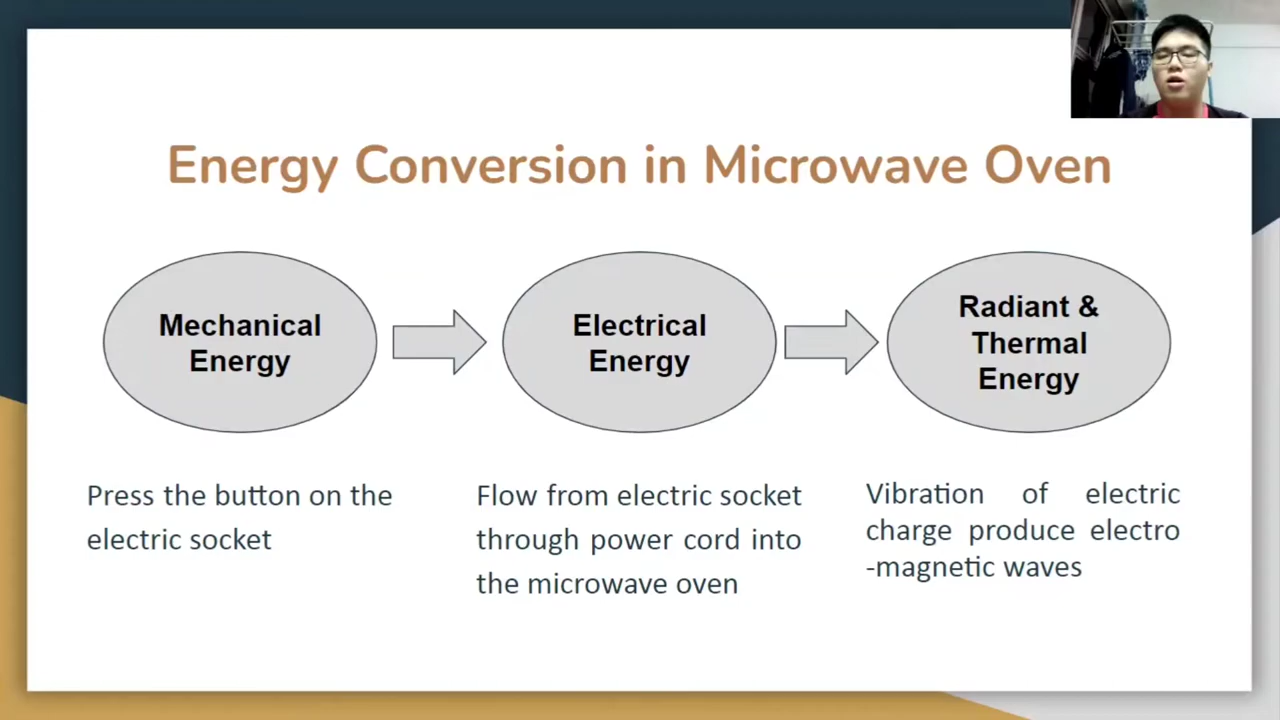 Energy Conversion in Microwave Oven
Mechanical
Energy
Electrical
Energy
Radiant &
Thermal
Energy
Press the button on the
electric socket
Flow from electric socket
through power cord into
the microwave oven
Vibration of electric
charge produce electro
-magnetic waves